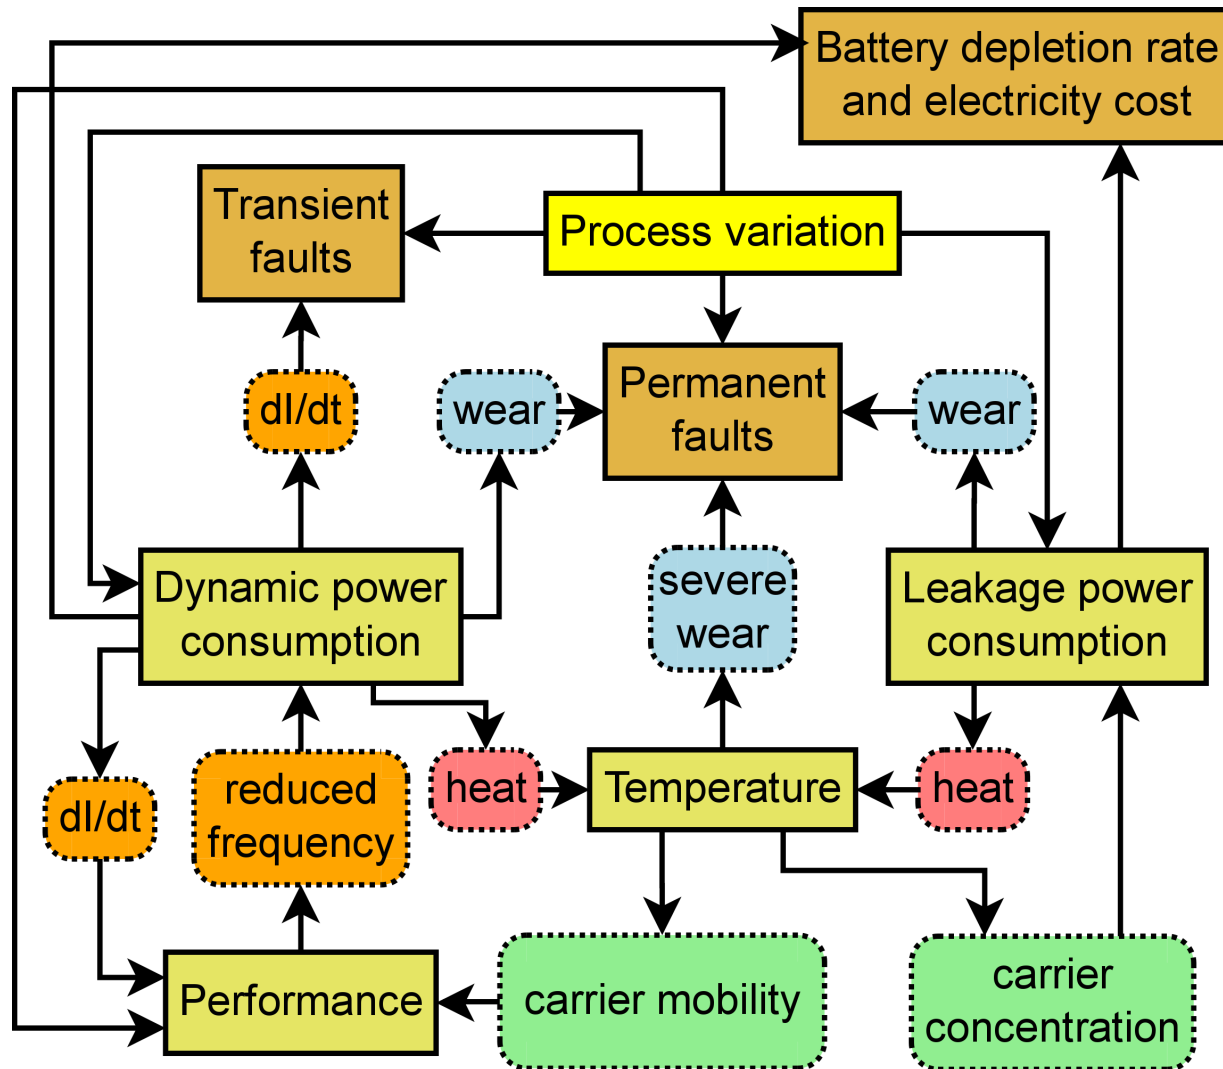 Battery depletion rate
and electricity cost
Transient
faults
Process variation
dI/dt
wear
Permanent
faults
wear
Dynamic power
consumption
severe
wear
Leakage power
consumption
dI/dt
reduced
frequency
heat
Temperature
heat
Performance
carrier mobility
carrier
concentration